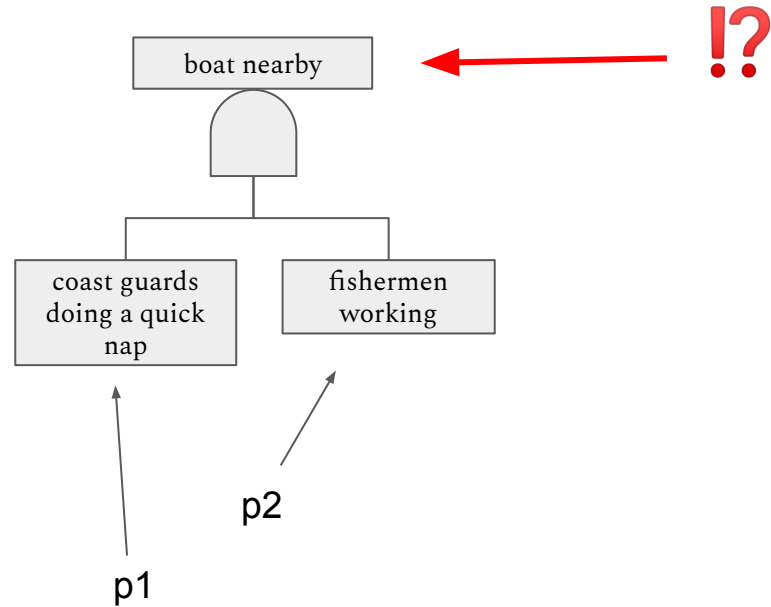 ⁉️
boat nearby
coast guards
doing a quick
nap
fishermen
working
p2
p1